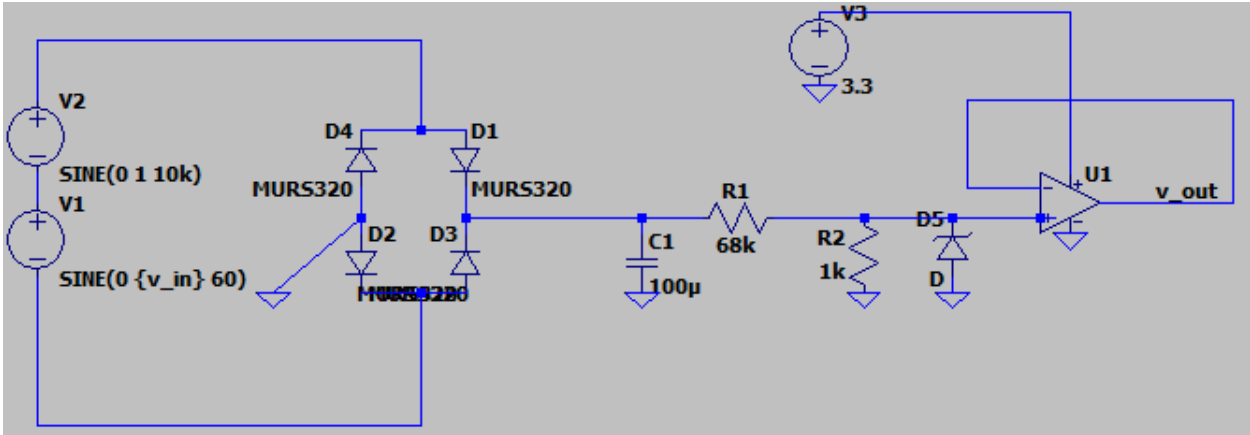 V3
3.3
V2
SINE(0 1 10k)
V1
SINE(0 {v_in} 60)
D4
D1
MURS320
MURS320
D2
D3
MURS320
C1
100µ
R1
68k
R2
1k
D5
D
U1
v_out